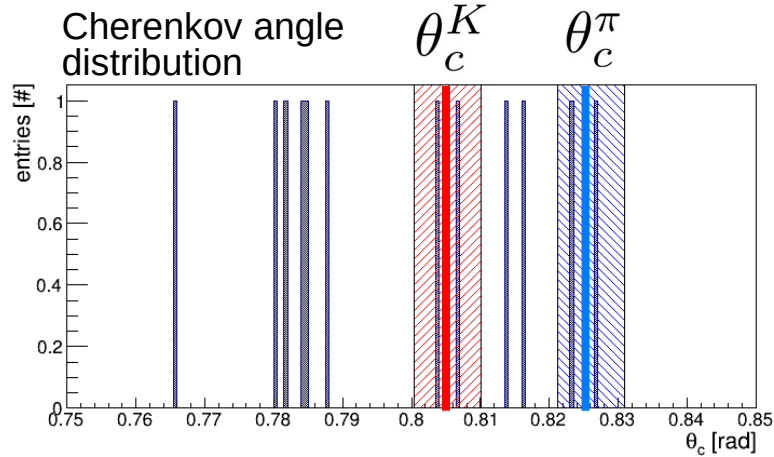 Cherenkov angle
distribution
θ_c^K
θ_c^π
entries [#]
1
0.8
0.6
0.4
0.2
0
0.75 0.76 0.77 0.78 0.79 0.8 0.81 0.82 0.83 0.84 0.85
θ_c [rad]